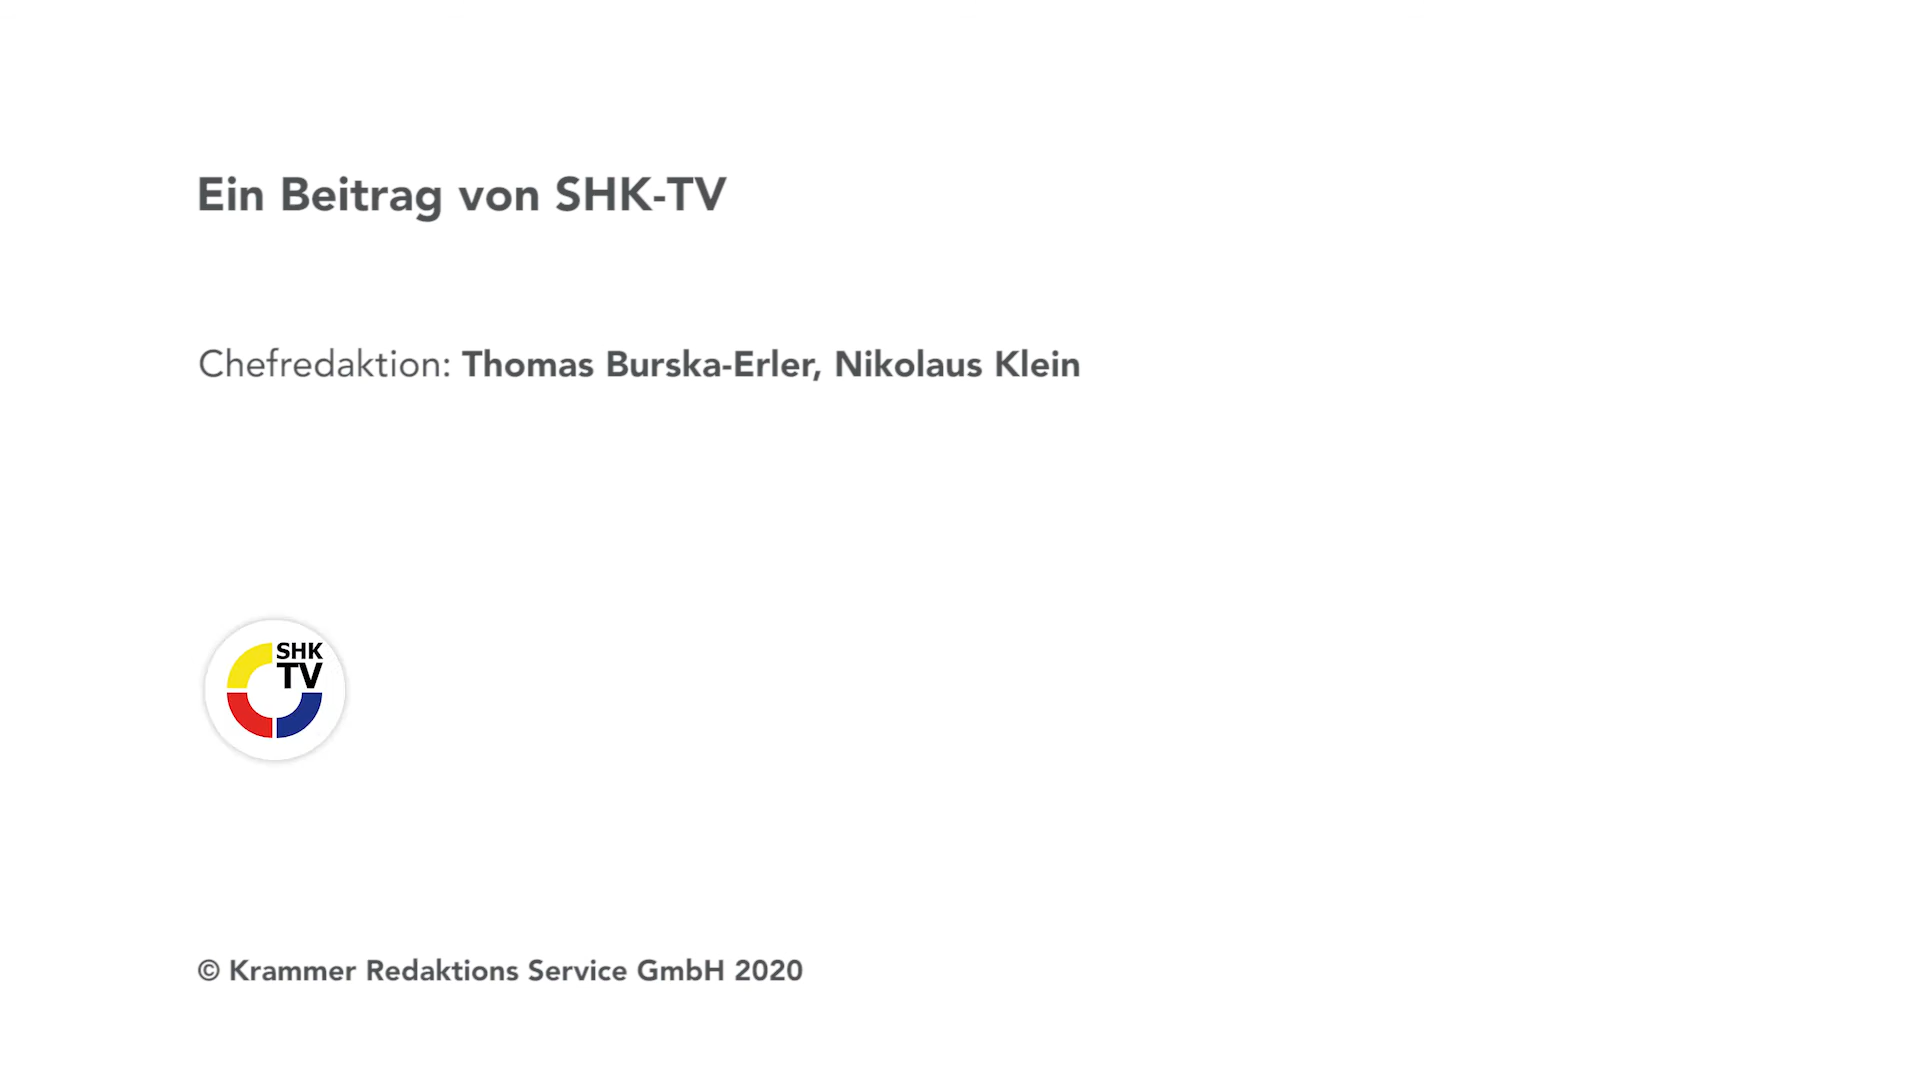 Ein Beitrag von SHK-TV
Chefredaktion: Thomas Burska-Erler, Nikolaus Klein
SHK
TV
© Krammer Redaktions Service GmbH 2020